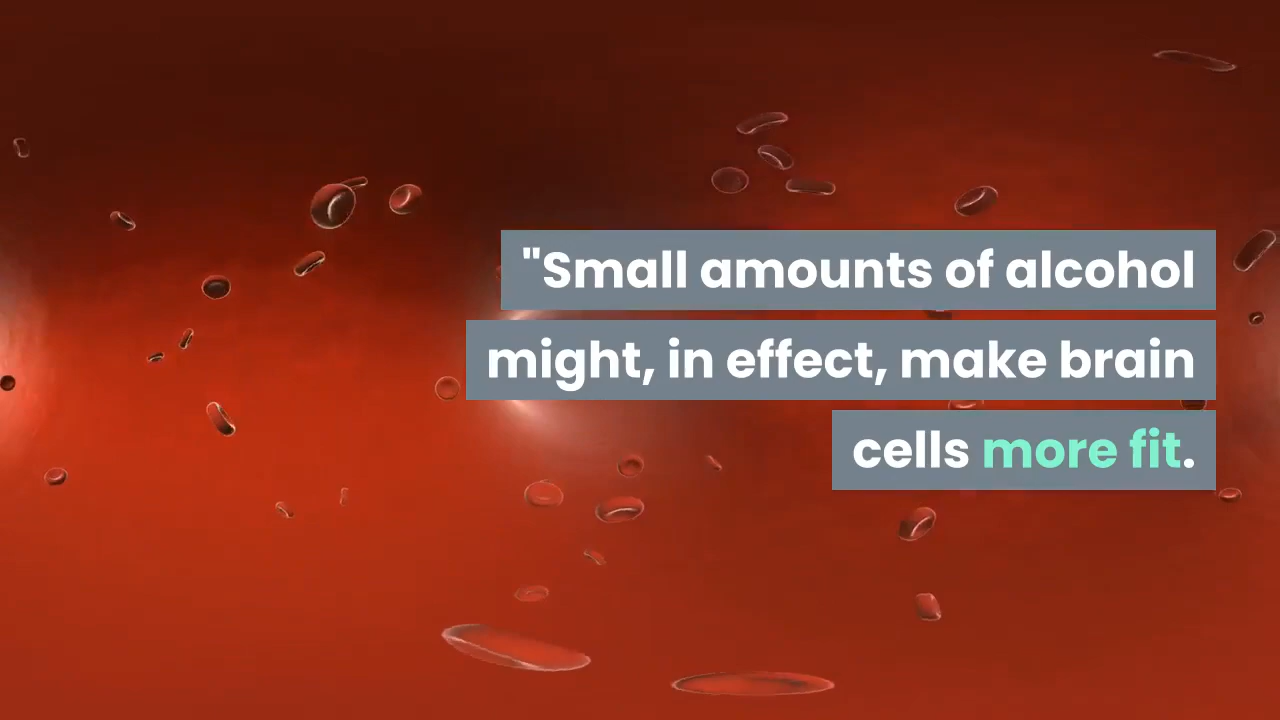 "Small amounts of alcohol
might, in effect, make brain
cells more fit.